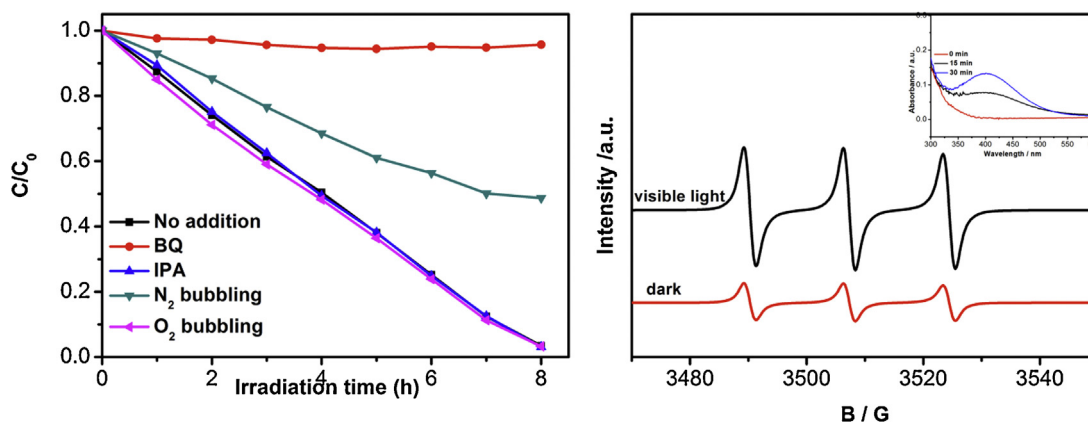 1.0
0.8
0.6
0.4
0.2
0.0
C/C₀
No addition
BQ
IPA
N₂ bubbling
O₂ bubbling
0 2 4 6 8
Irradiation time (h)
Intensity /a.u.
visible light
dark
3480 3500 3520 3540
B / G
0.2
0.1
0.0
Absorbance / a.u.
0 min
15 min
30 min
300 350 400 450 500 550
Wavelength / nm